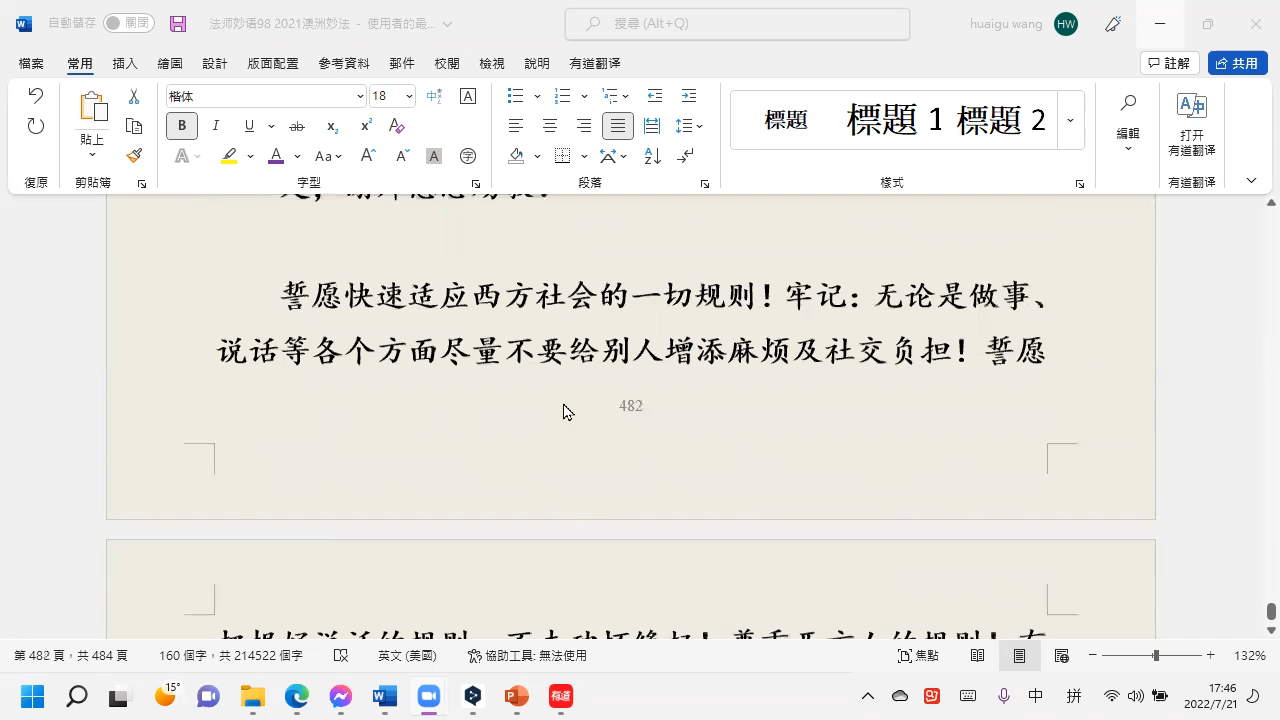 自動儲存 關閉 法师妙语98 2021澳洲妙法 - 使用者的最... 搜尋 (Alt+Q) huaigu wang HW
檔案 常用 插入 繪圖 設計 版面配置 參考資料 郵件 校閱 檢視 說明 有道翻译 註解 共用
楷体 18
標題 標題 1 標題 2
貼上 編輯 打开
有道翻译
復原 剪貼簿 字型 段落 樣式 有道翻译
誓愿快速适应西方社会的一切规则！牢记：无论是做事、
说话等各个方面尽量不要给别人增添麻烦及社交负担！誓愿
482
第 482 頁，共 484 頁 160 個字，共 214522 個字 英文 (美國) 協助工具: 無法使用 焦點 132%
15° 有道 中 拼 17:46
2022/7/21